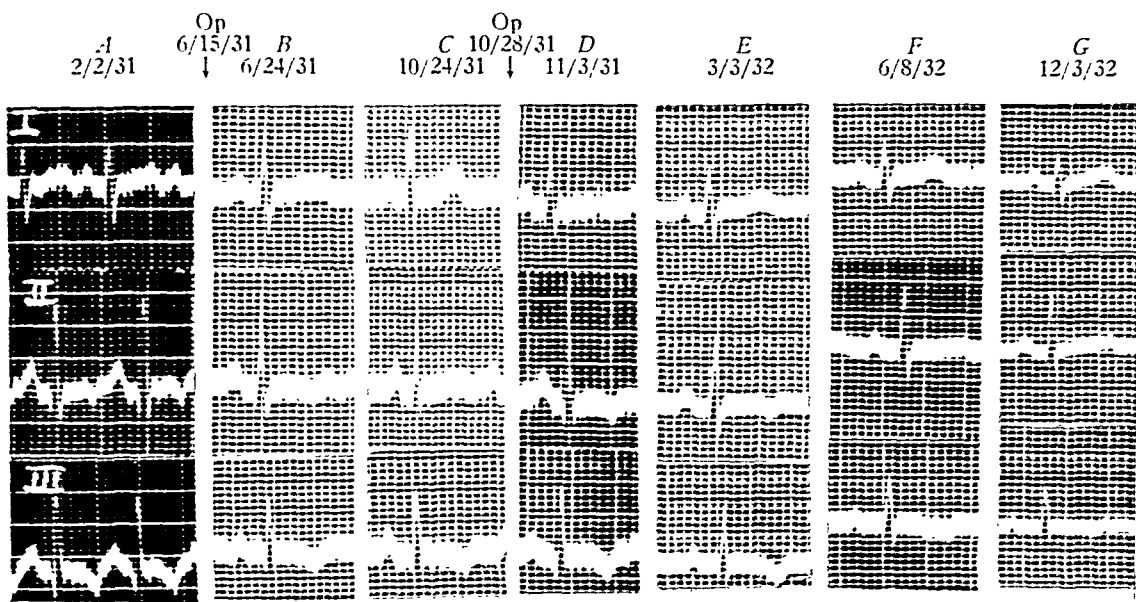 Op Op
A 6/15/31 B C 10/28/31 D E F G
2/2/31 ↓ 6/24/31 10/24/31 ↓ 11/3/31 3/3/32 6/8/32 12/3/32
I
II
III